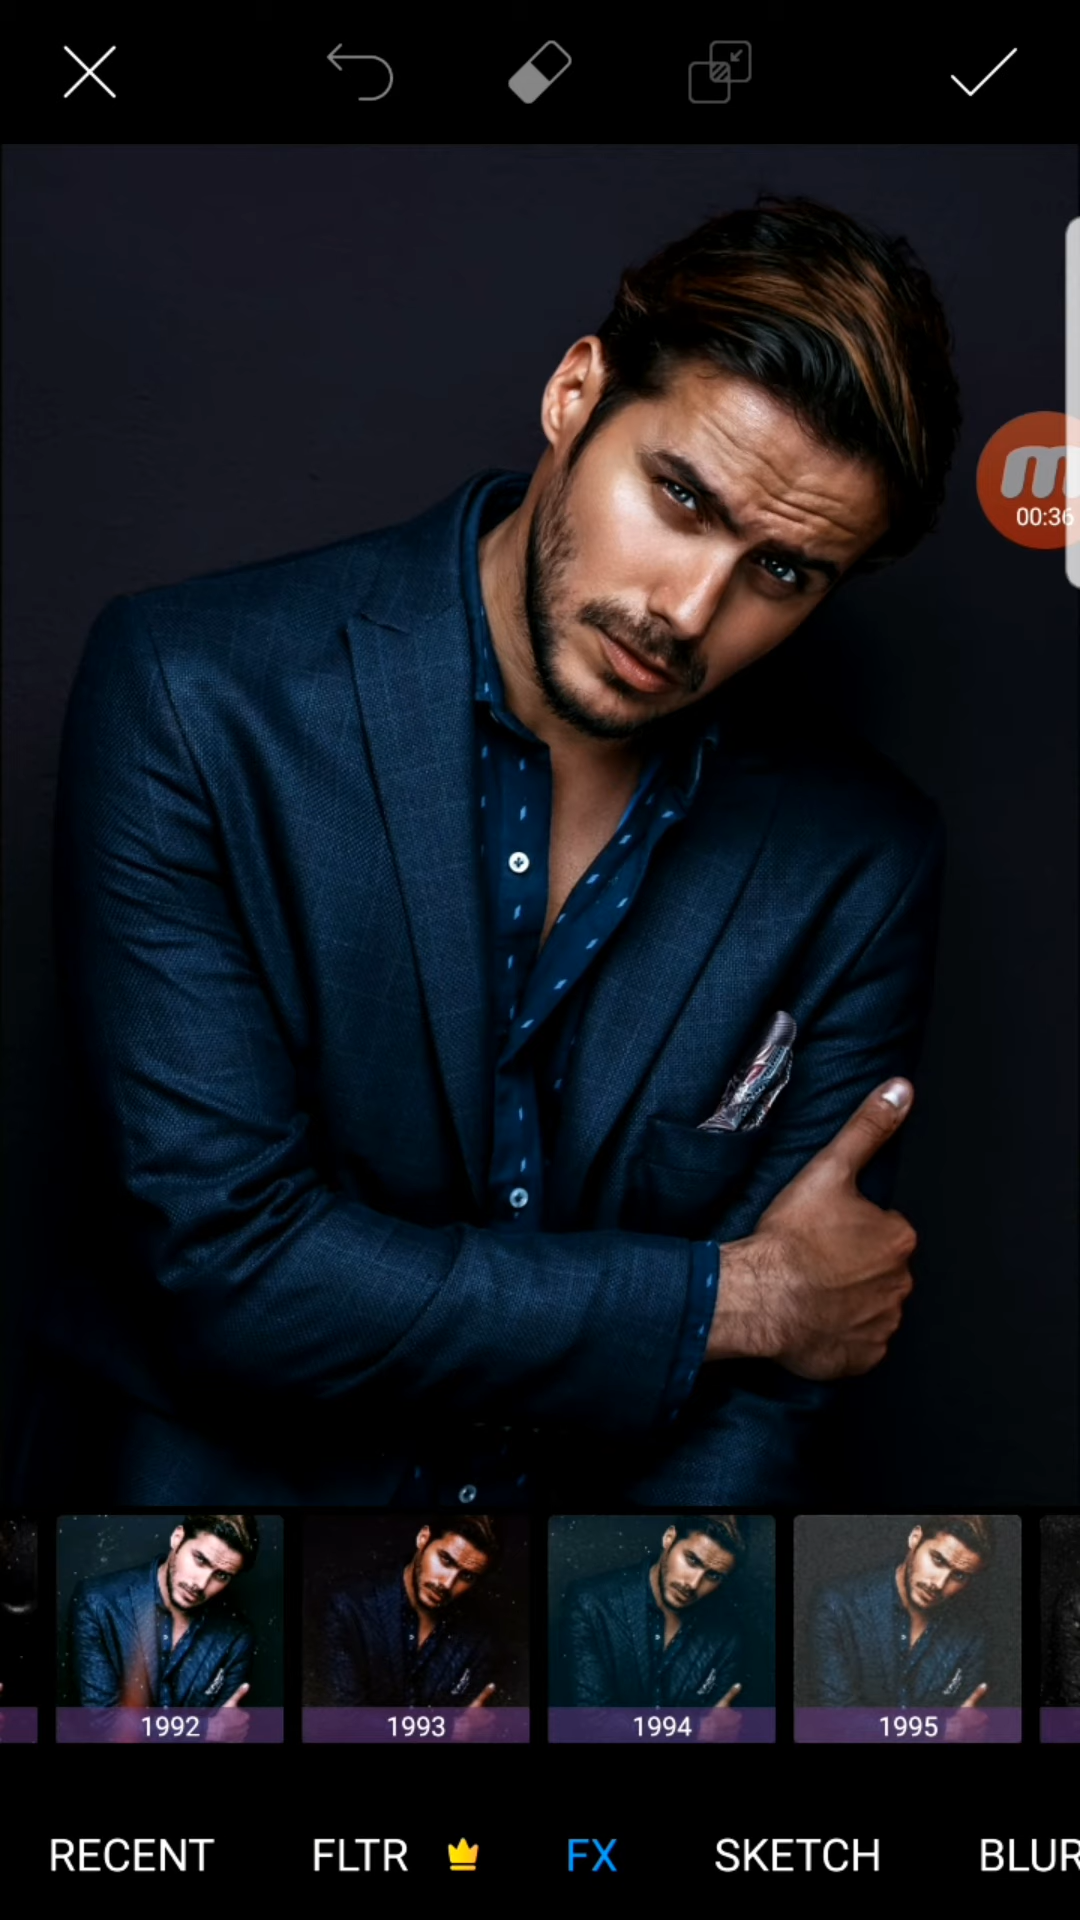 m
00:36
1992
1993
1994
1995
RECENT
FLTR
FX
SKETCH
BLUR